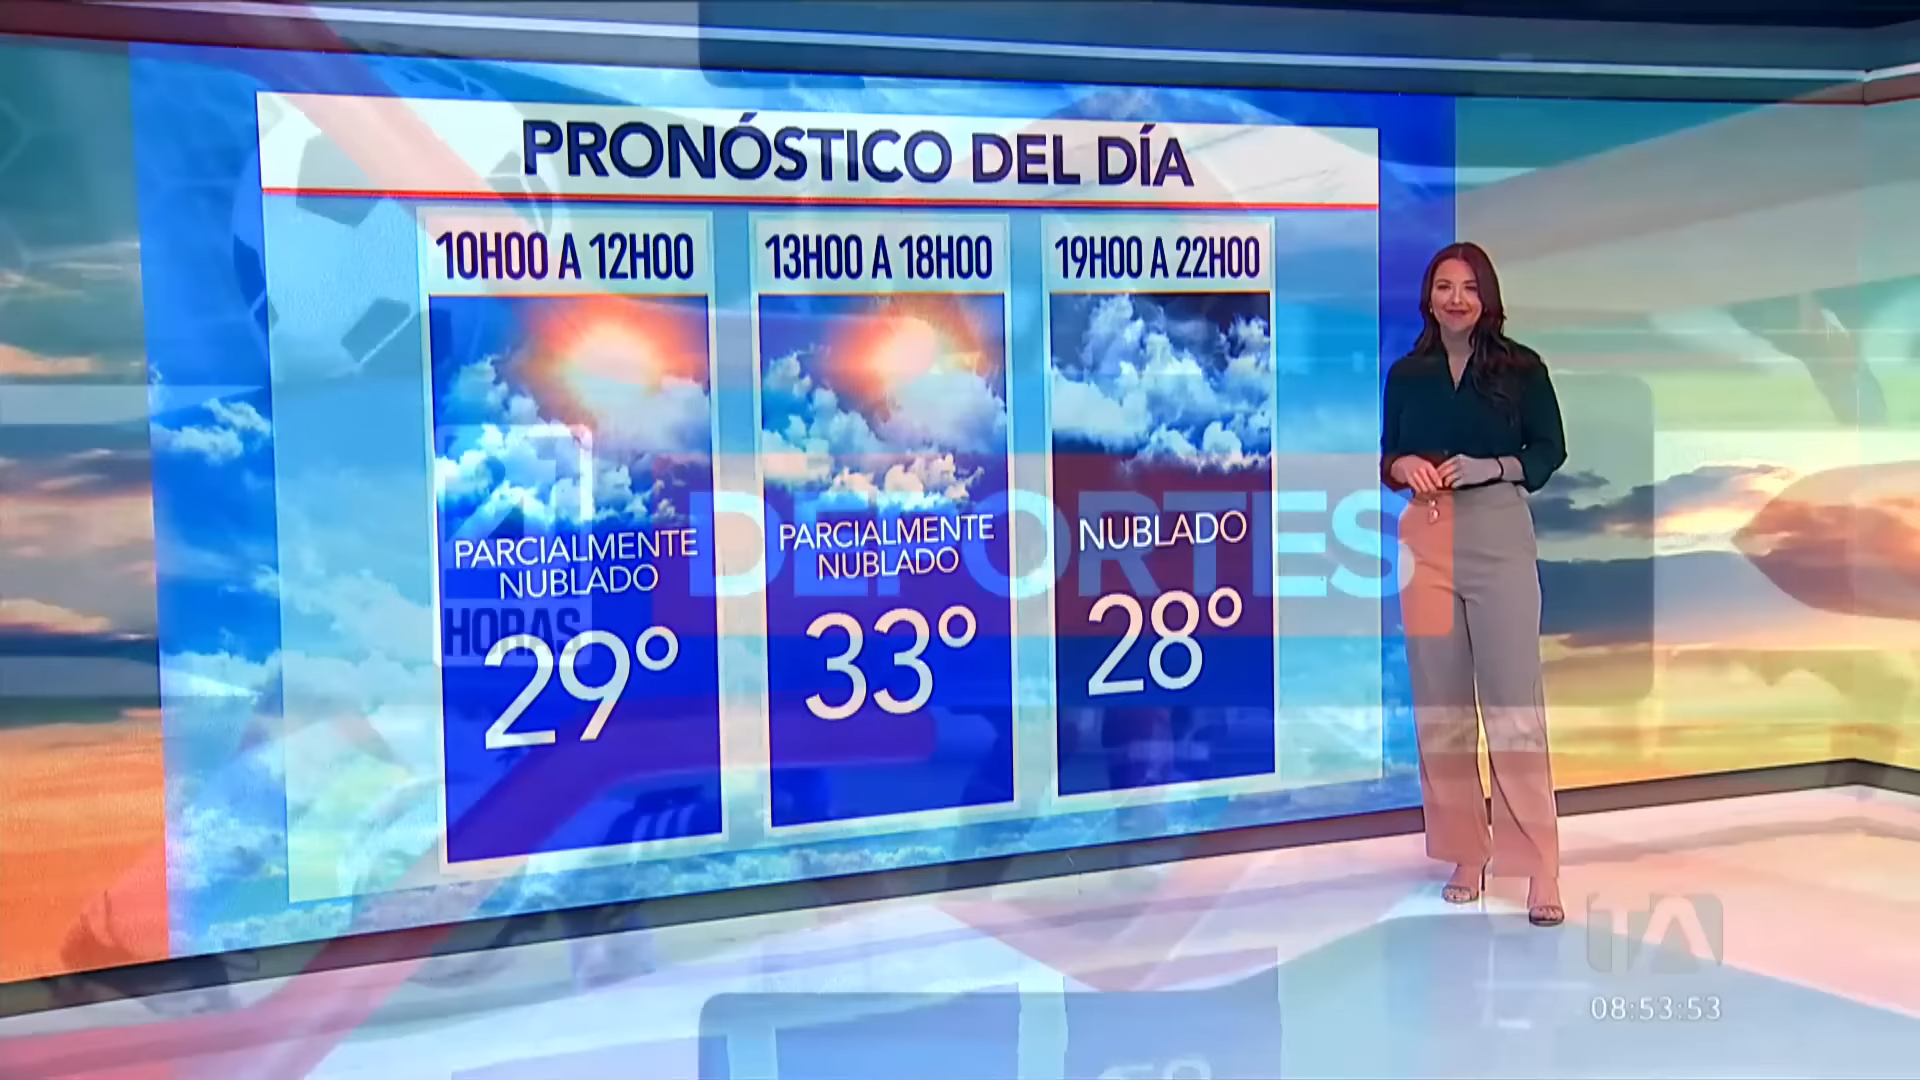 PRONÓSTICO DEL DÍA
10H00 A 12H00
PARCIALMENTE
NUBLADO
29°
13H00 A 18H00
PARCIALMENTE
NUBLADO
33°
19H00 A 22H00
NUBLADO
28°
HORAS
DEPORTES
TA
08:53:53